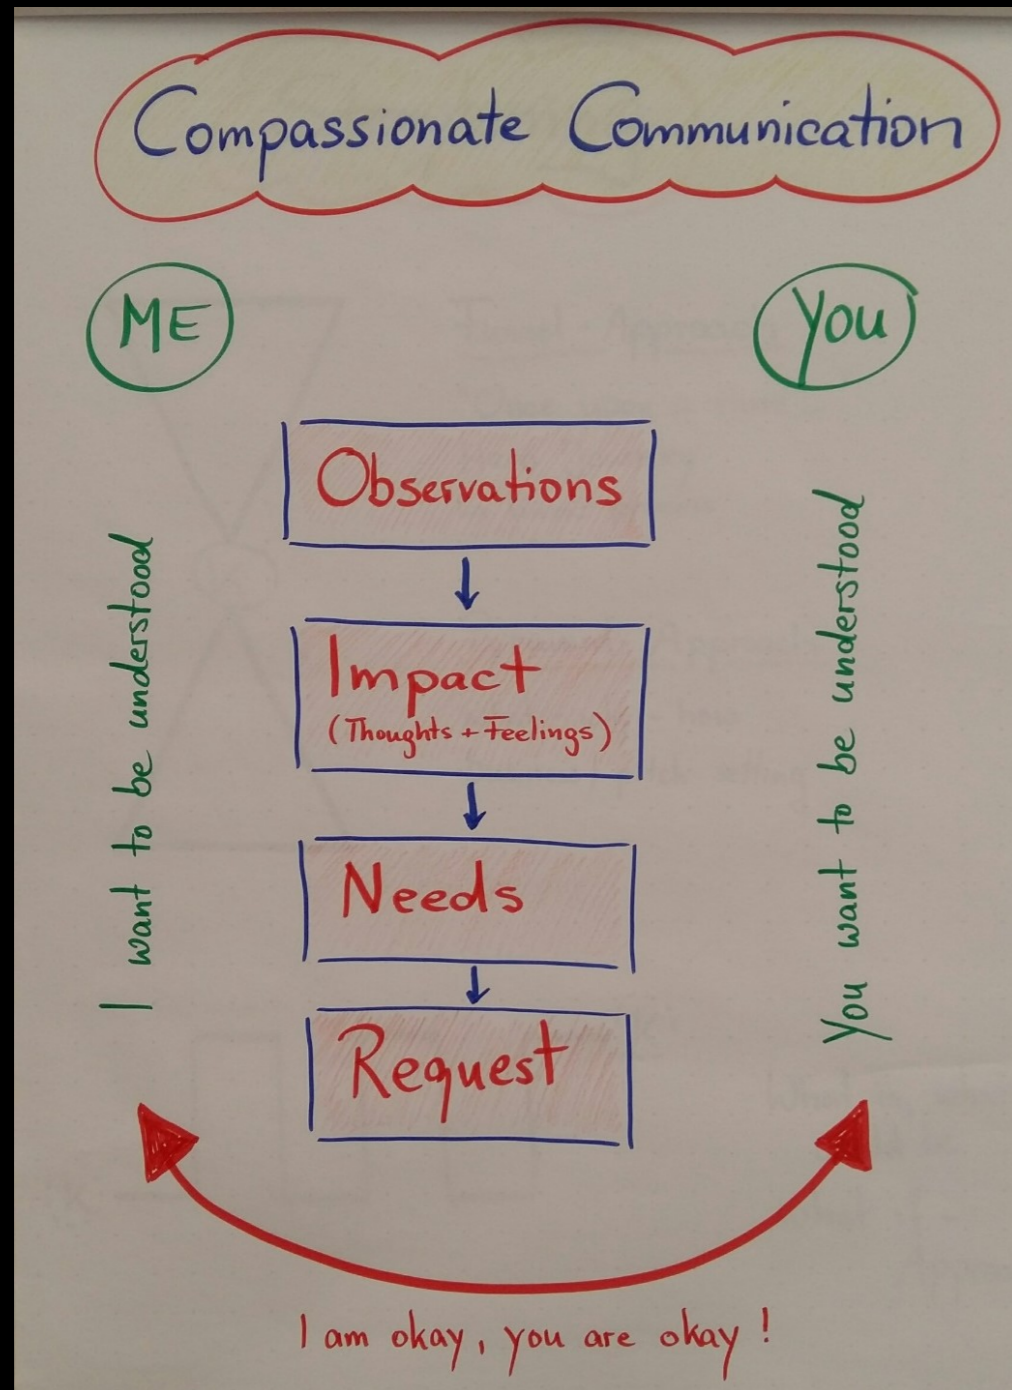 Compassionate Communication
ME
You
Observations
Impact
(Thoughts + Feelings)
Needs
Request
I want to be understood
You want to be understood
I am okay, you are okay !